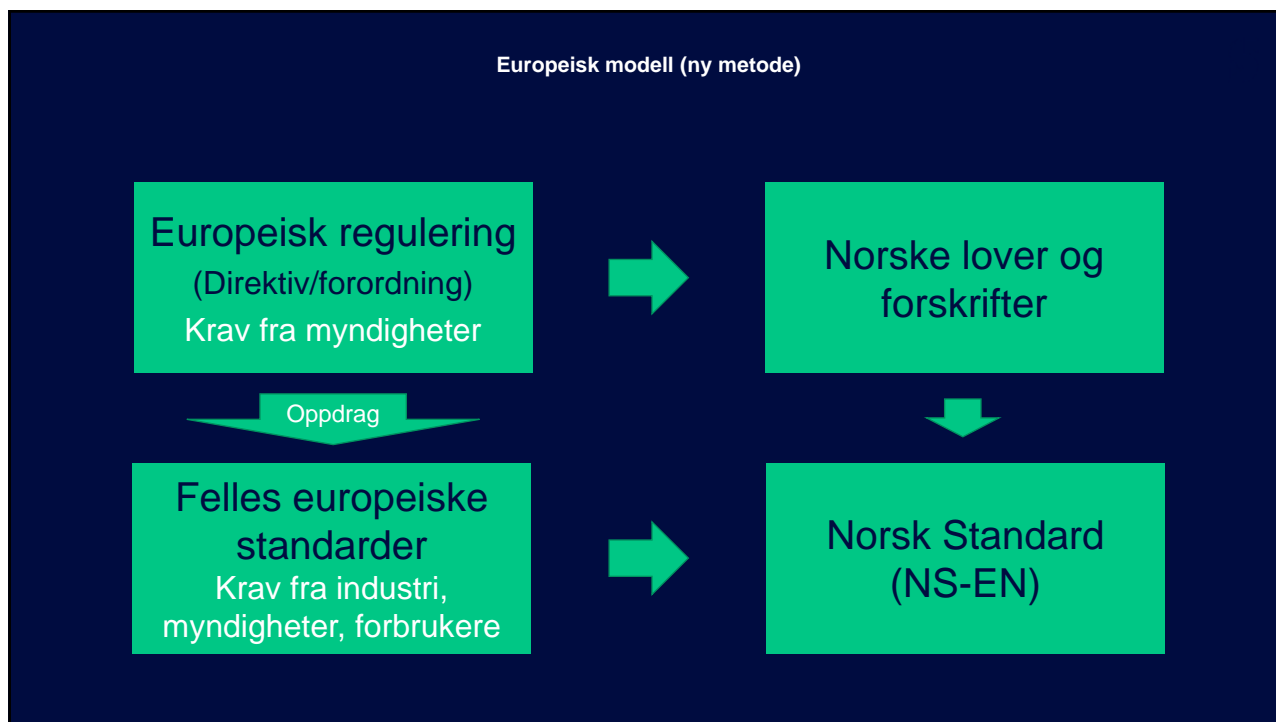 Europeisk modell (ny metode)
Europeisk regulering
(Direktiv/forordning)
Krav fra myndigheter
Norske lover og
forskrifter
Oppdrag
Felles europeiske
standarder
Krav fra industri,
myndigheter, forbrukere
Norsk Standard
(NS-EN)